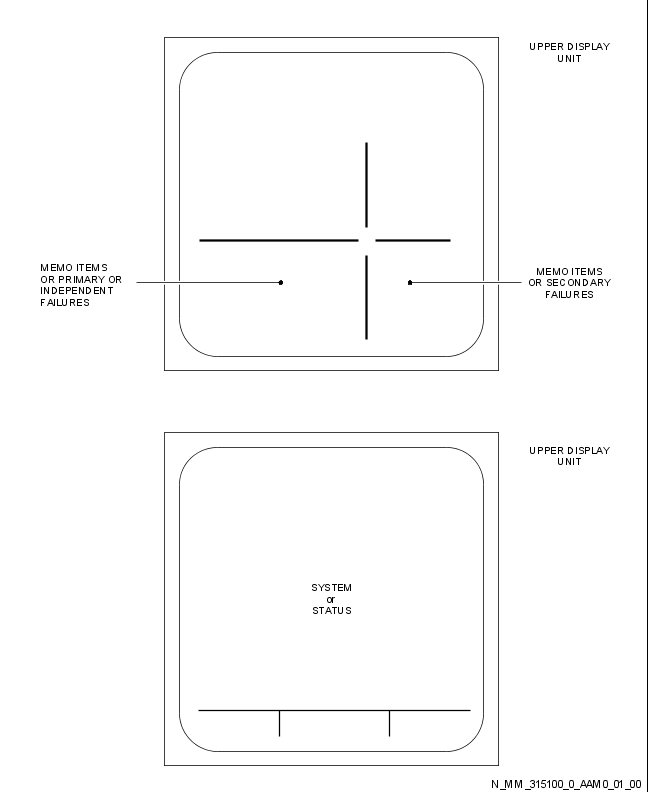 UPPER DISPLAY
UNIT
MEMO ITEMS
OR PRIMARY OR
INDEPENDENT
FAILURES
MEMO ITEMS
OR SECONDARY
FAILURES
UPPER DISPLAY
UNIT
SYSTEM
or
STATUS
N_MM_315100_0_AAM0_01_00